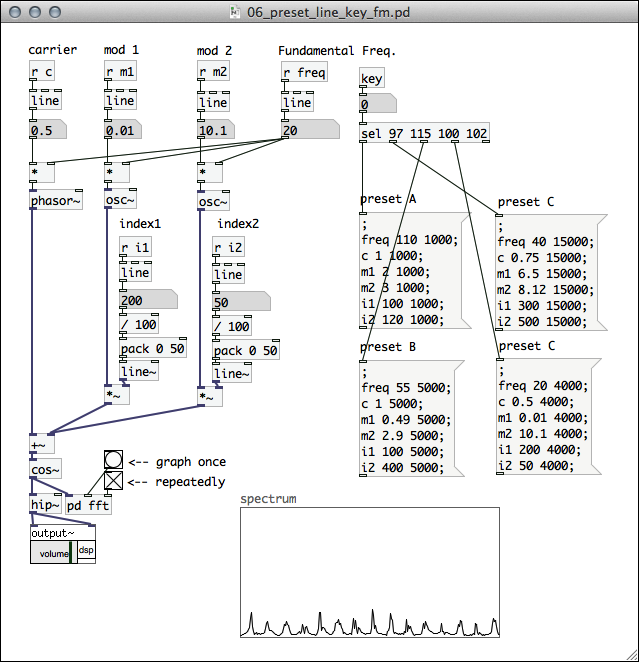 06_preset_line_key_fm.pd
carrier
mod 1
mod 2
Fundamental Freq.
r c
r m1
r m2
r freq
key
line
line
line
line
0
0.5
0.01
10.1
20
sel 97 115 100 102
*
*
*
phasor~
osc~
osc~
index1
index2
r i1
r i2
line
line
200
50
/ 100
/ 100
pack 0 50
pack 0 50
line~
line~
*~
*~
preset A
;
freq 110 1000;
c 1 1000;
m1 2 1000;
m2 3 1000;
i1 100 1000;
i2 120 1000;
preset C
;
freq 40 15000;
c 0.75 15000;
m1 6.5 15000;
m2 8.12 15000;
i1 300 15000;
i2 500 15000;
preset B
;
freq 55 5000;
c 1 5000;
m1 0.49 5000;
m2 2.9 5000;
i1 100 5000;
i2 400 5000;
preset C
;
freq 20 4000;
c 0.5 4000;
m1 0.01 4000;
m2 10.1 4000;
i1 200 4000;
i2 50 4000;
+~
cos~
<-- graph once
<-- repeatedly
hip~
pd fft
output~
volume
dsp
spectrum